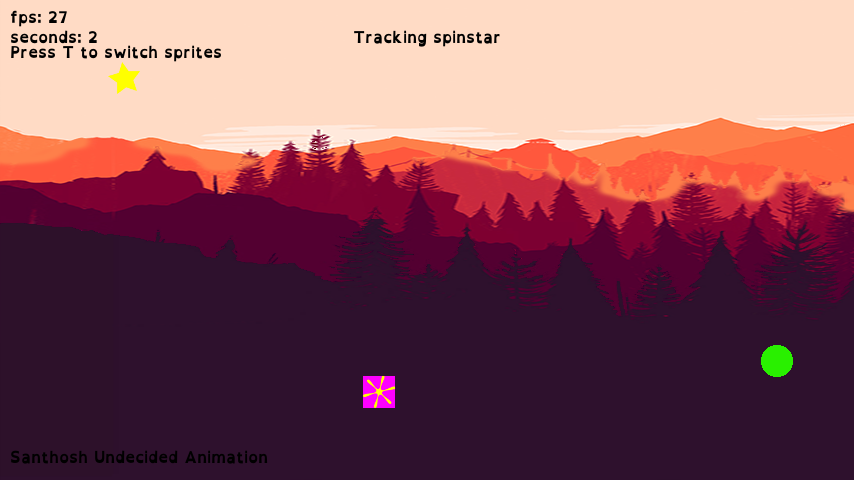 fps: 27
seconds: 2
Tracking spinstar
Press T to switch sprites
Santhosh Undecided Animation